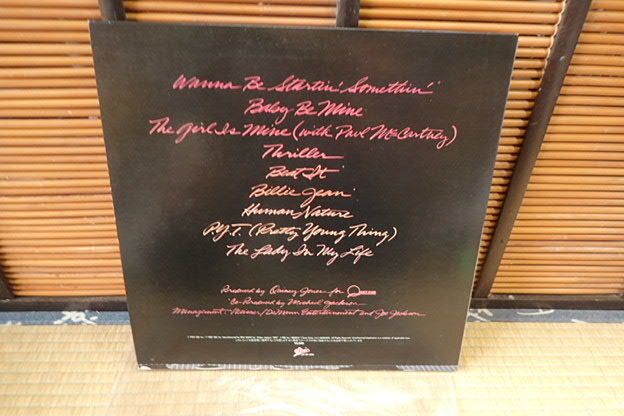 Wanna Be Startin' Somethin'
Baby Be Mine
The Girl Is Mine (with Paul McCartney)
Thriller
Beat It
Billie Jean
Human Nature
P.Y.T. (Pretty Young Thing)
The Lady In My Life
Produced by Quincy Jones for
Co-Produced by Michael Jackson
Management: Weisner/DeMann Entertainment and Joe Jackson
Epic